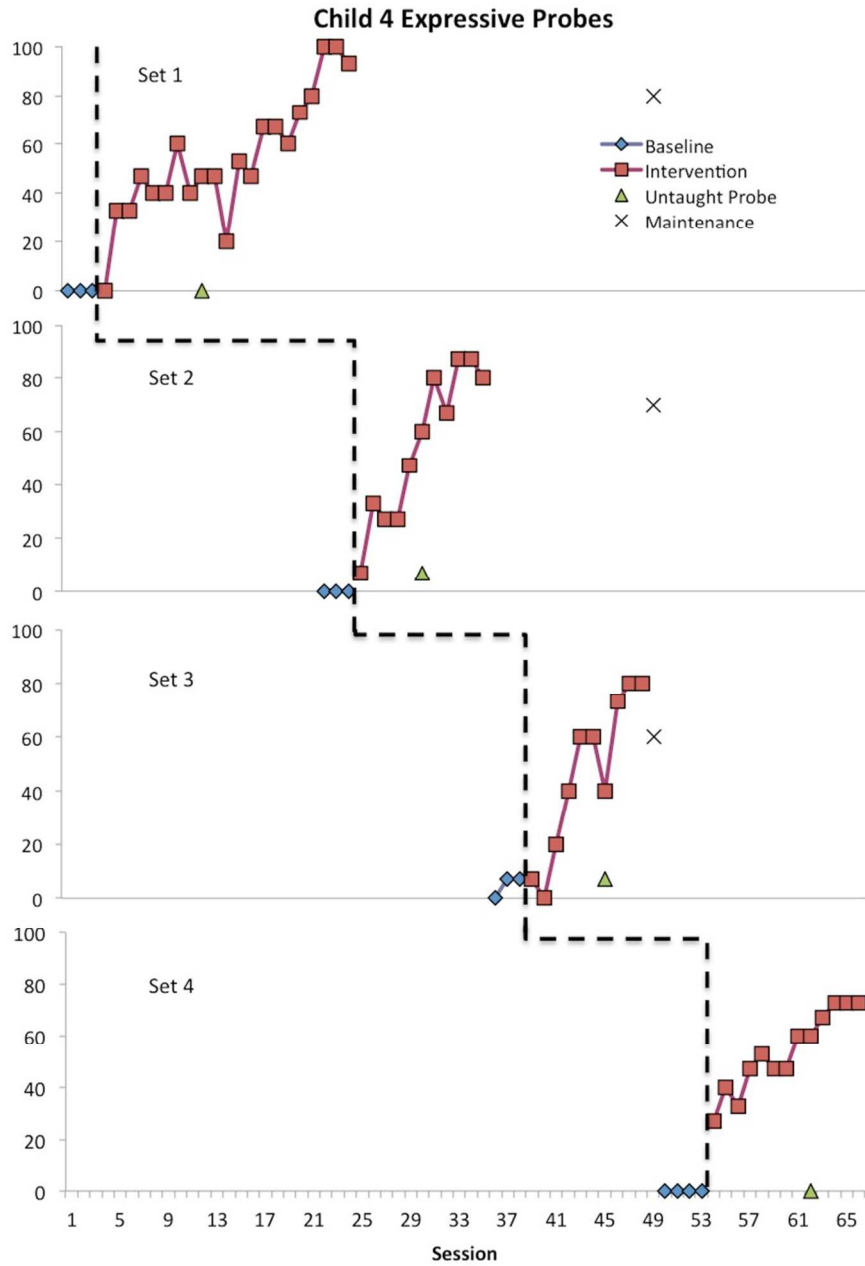 Child 4 Expressive Probes
100
80
60
40
20
0
Set 1
Baseline
Intervention
Untaught Probe
Maintenance
100
80
60
40
20
0
Set 2
100
80
60
40
20
0
Set 3
100
80
60
40
20
0
Set 4
1 5 9 13 17 21 25 29 33 37 41 45 49 53 57 61 65
Session